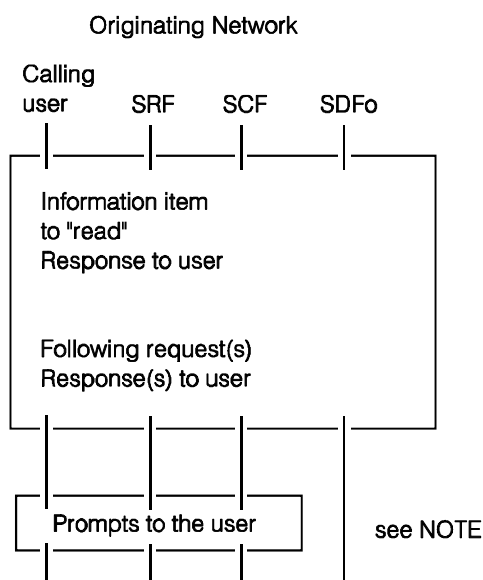 Originating Network
Calling
user SRF SCF SDFo
Information item
to "read"
Response to user
Following request(s)
Response(s) to user
Prompts to the user
see NOTE